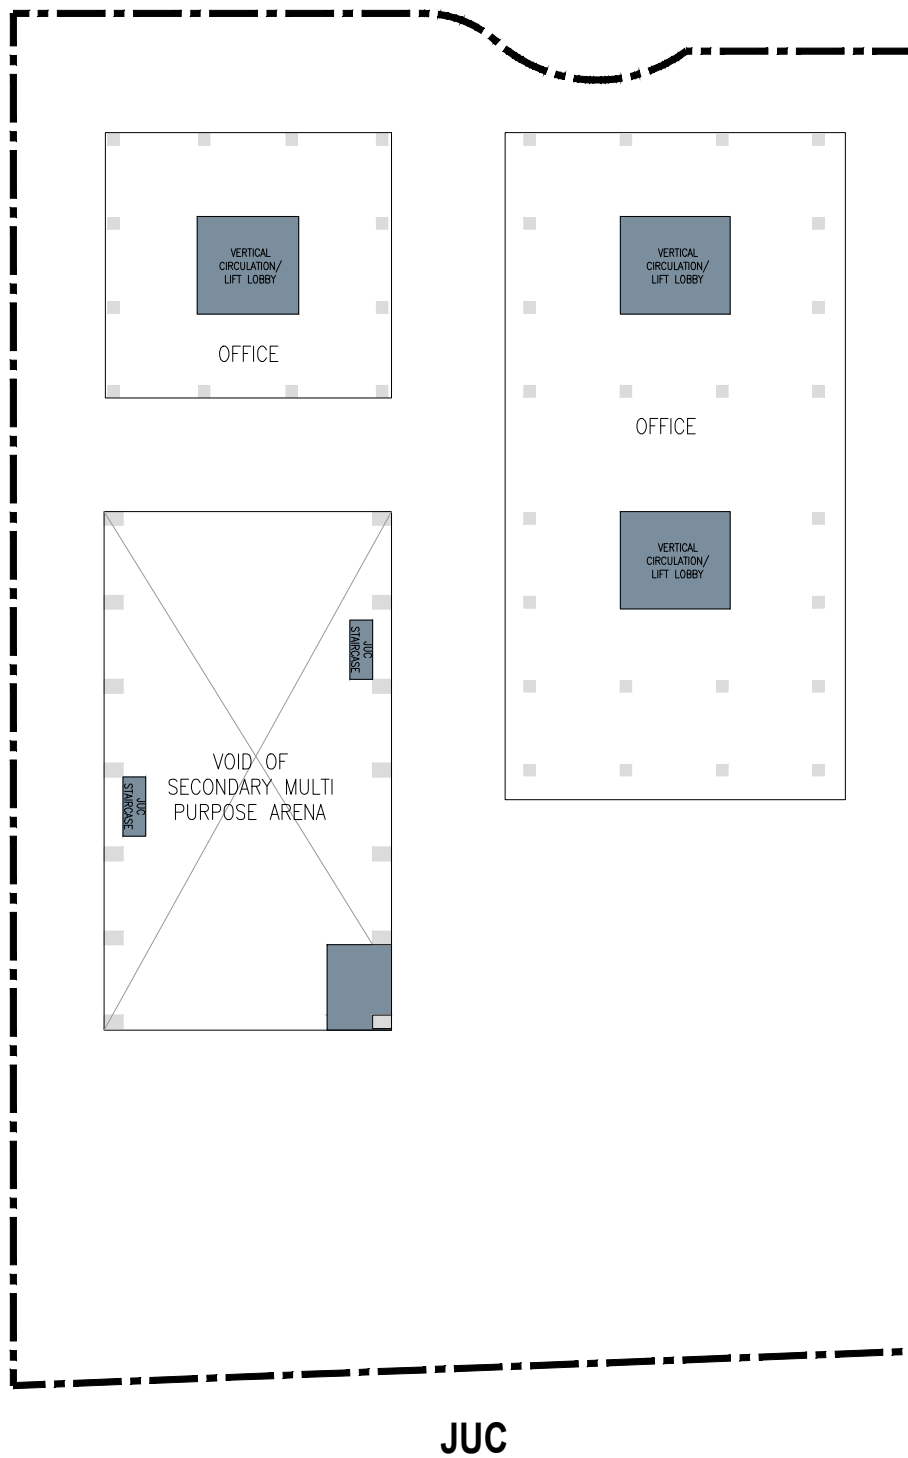 VERTICAL
CIRCULATION/
LIFT LOBBY
OFFICE
VERTICAL
CIRCULATION/
LIFT LOBBY
OFFICE
VERTICAL
CIRCULATION/
LIFT LOBBY
JUC
STAIRCASE
VOID OF
SECONDARY MULTI
PURPOSE ARENA
JUC
STAIRCASE
JUC